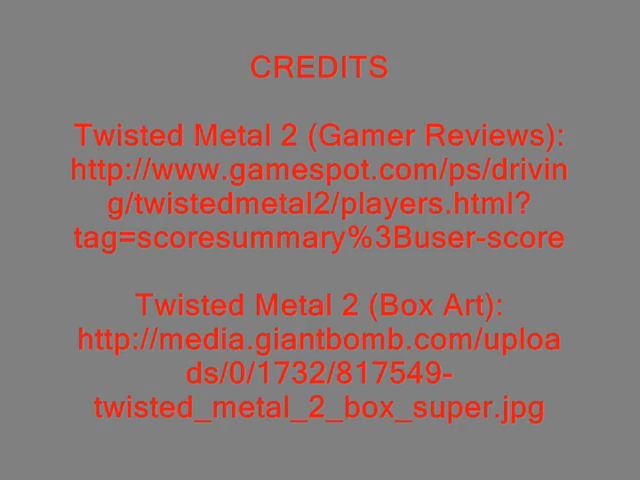 CREDITS
Twisted Metal 2 (Gamer Reviews):
http://www.gamespot.com/ps/drivin
g/twistedmetal2/players.html?
tag=scoresummary%3Buser-score
Twisted Metal 2 (Box Art):
http://media.giantbomb.com/uploa
ds/0/1732/817549-
twisted_metal_2_box_super.jpg